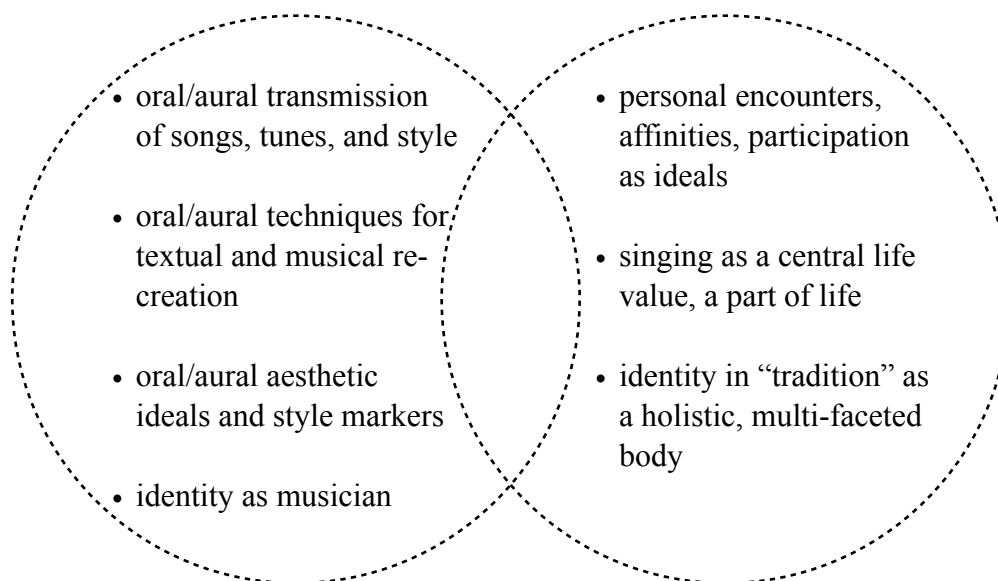 • oral/aural transmission
of songs, tunes, and style
• oral/aural techniques for
textual and musical re-
creation
• oral/aural aesthetic
ideals and style markers
• identity as musician
• personal encounters,
affinities, participation
as ideals
• singing as a central life
value, a part of life
• identity in “tradition” as
a holistic, multi-faceted
body